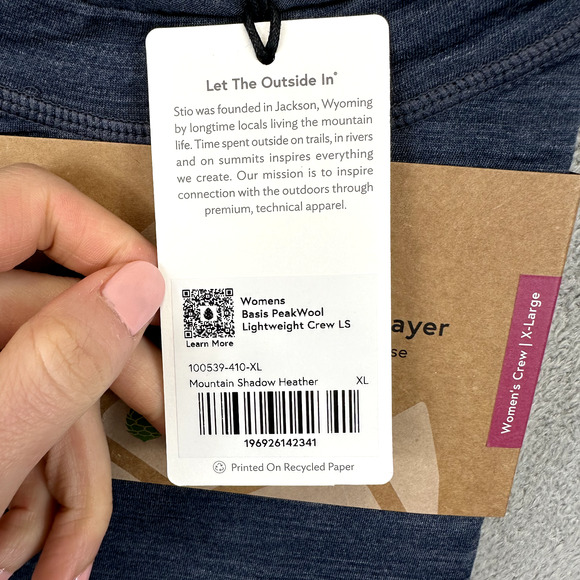 Let The Outside In®
Stio was founded in Jackson, Wyoming
by longtime locals living the mountain
life. Time spent outside on trails, in rivers
and on summits inspires everything
we create. Our mission is to inspire
connection with the outdoors through
premium, technical apparel.
Womens
Basis PeakWool
Lightweight Crew LS
Learn More
100539-410-XL
Mountain Shadow Heather XL
196926142341
Printed On Recycled Paper
Women's Crew | X-Large